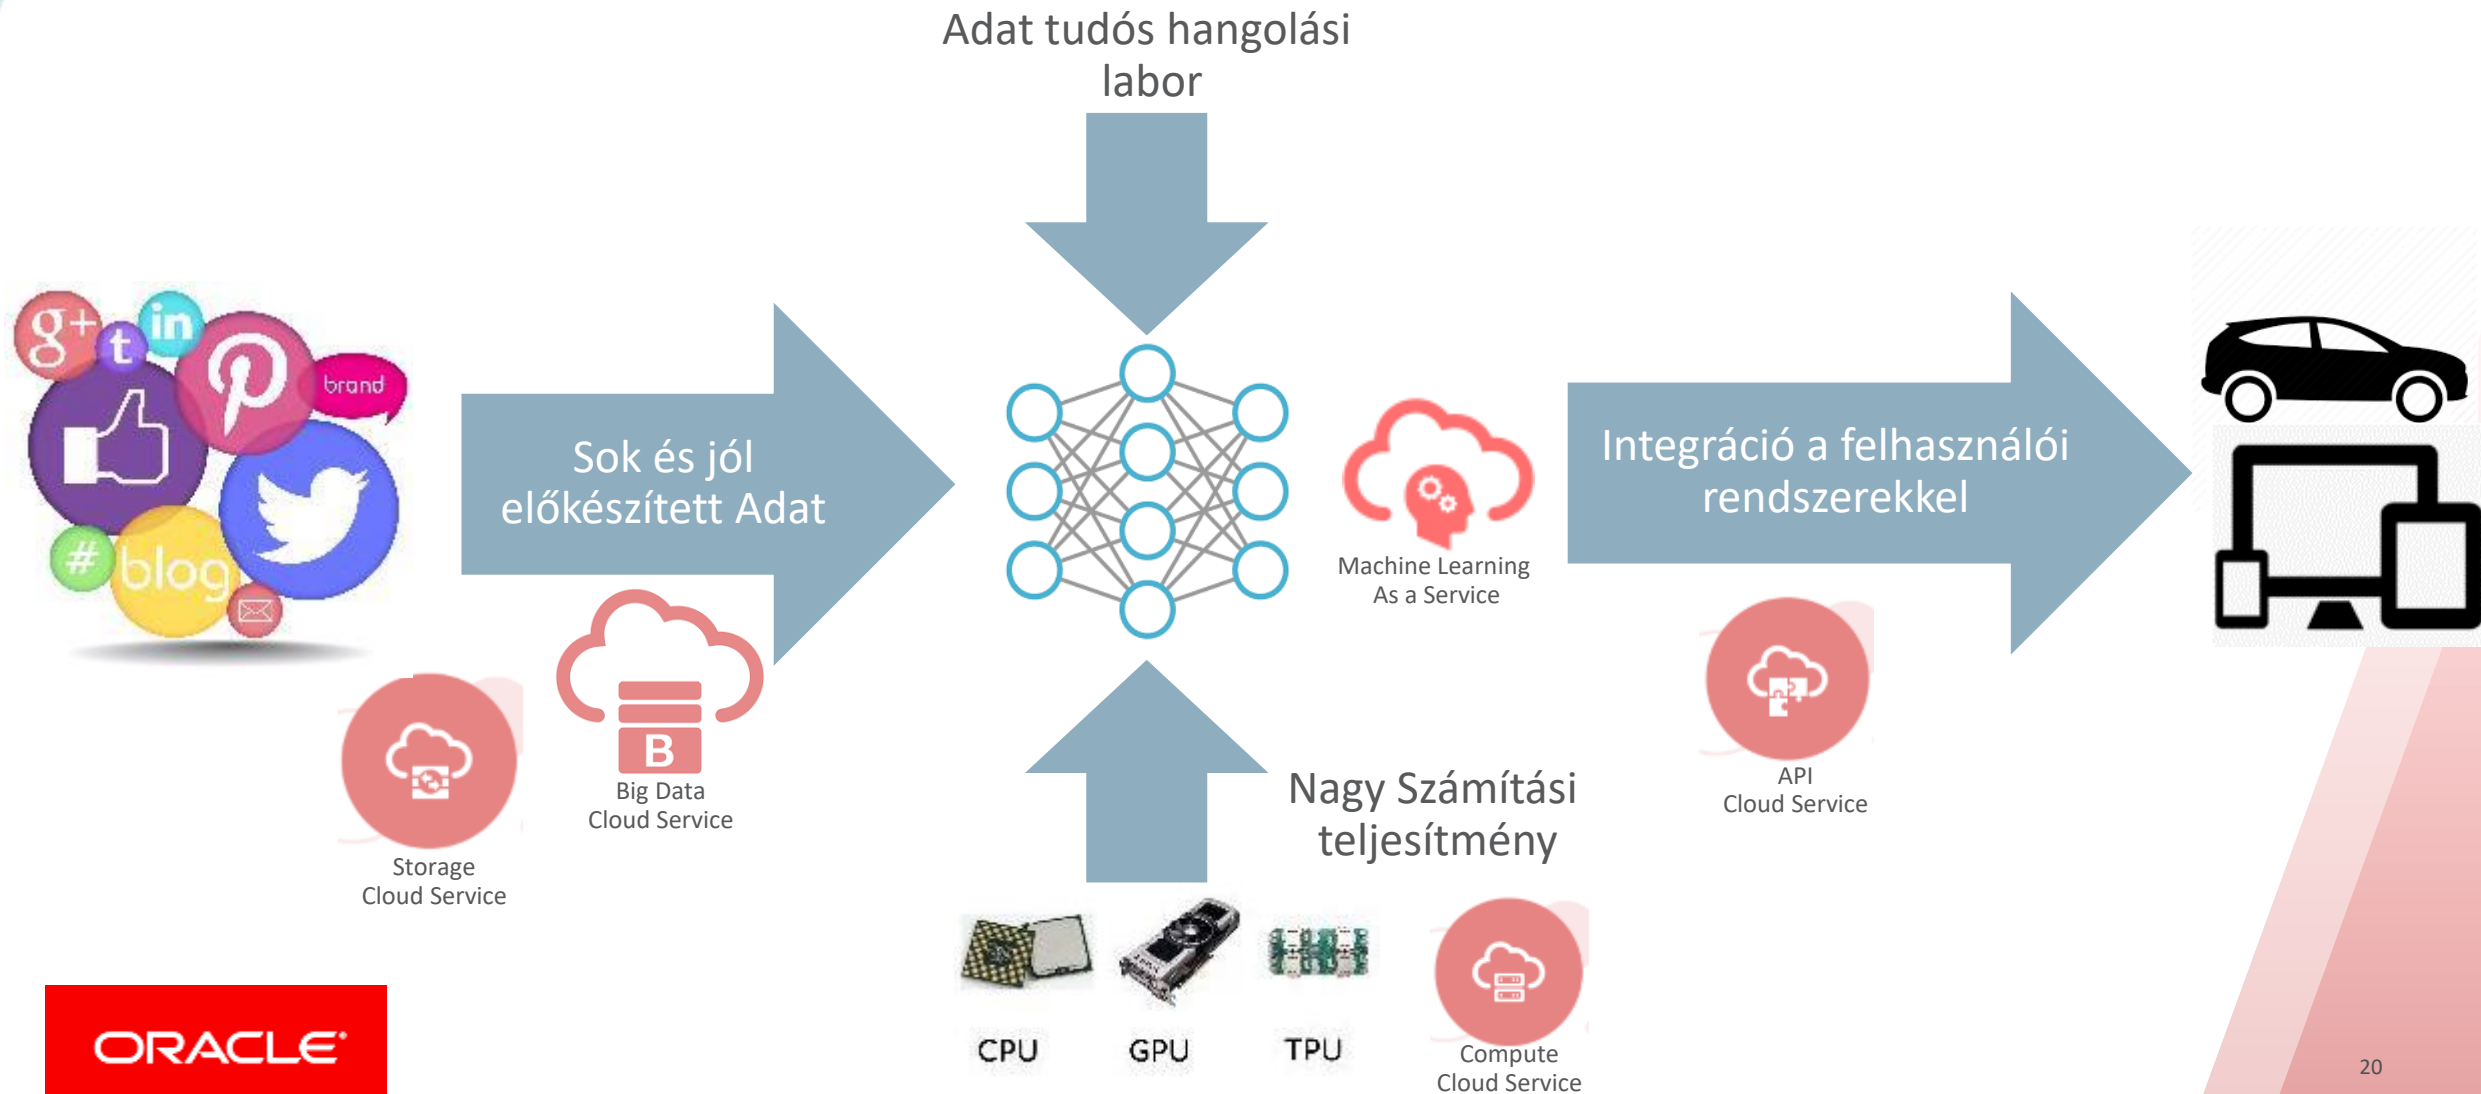 Adat tudós hangolási
labor
g+
t
in
brand
#
blog
Sok és jól
előkészített Adat
Machine Learning
As a Service
Integráció a felhasználói
rendszerekkel
B
Big Data
Cloud Service
Storage
Cloud Service
Nagy Számítási
teljesítmény
API
Cloud Service
CPU
GPU
TPU
Compute
Cloud Service
ORACLE
20